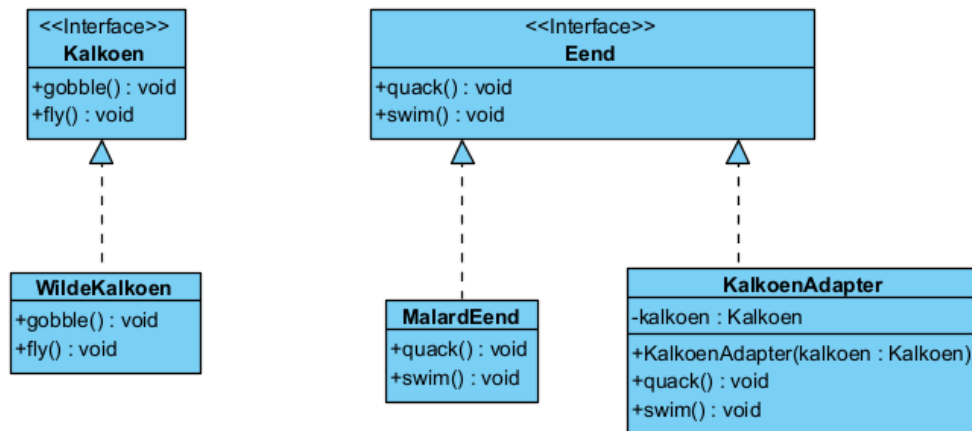 <<Interface>>
Kalkoen
+gobble() : void
+fly() : void
<<Interface>>
Eend
+quack() : void
+swim() : void
WildeKalkoen
+gobble() : void
+fly() : void
MalardEend
+quack() : void
+swim() : void
KalkoenAdapter
-kalkoen : Kalkoen
+KalkoenAdapter(kalkoen : Kalkoen)
+quack() : void
+swim() : void